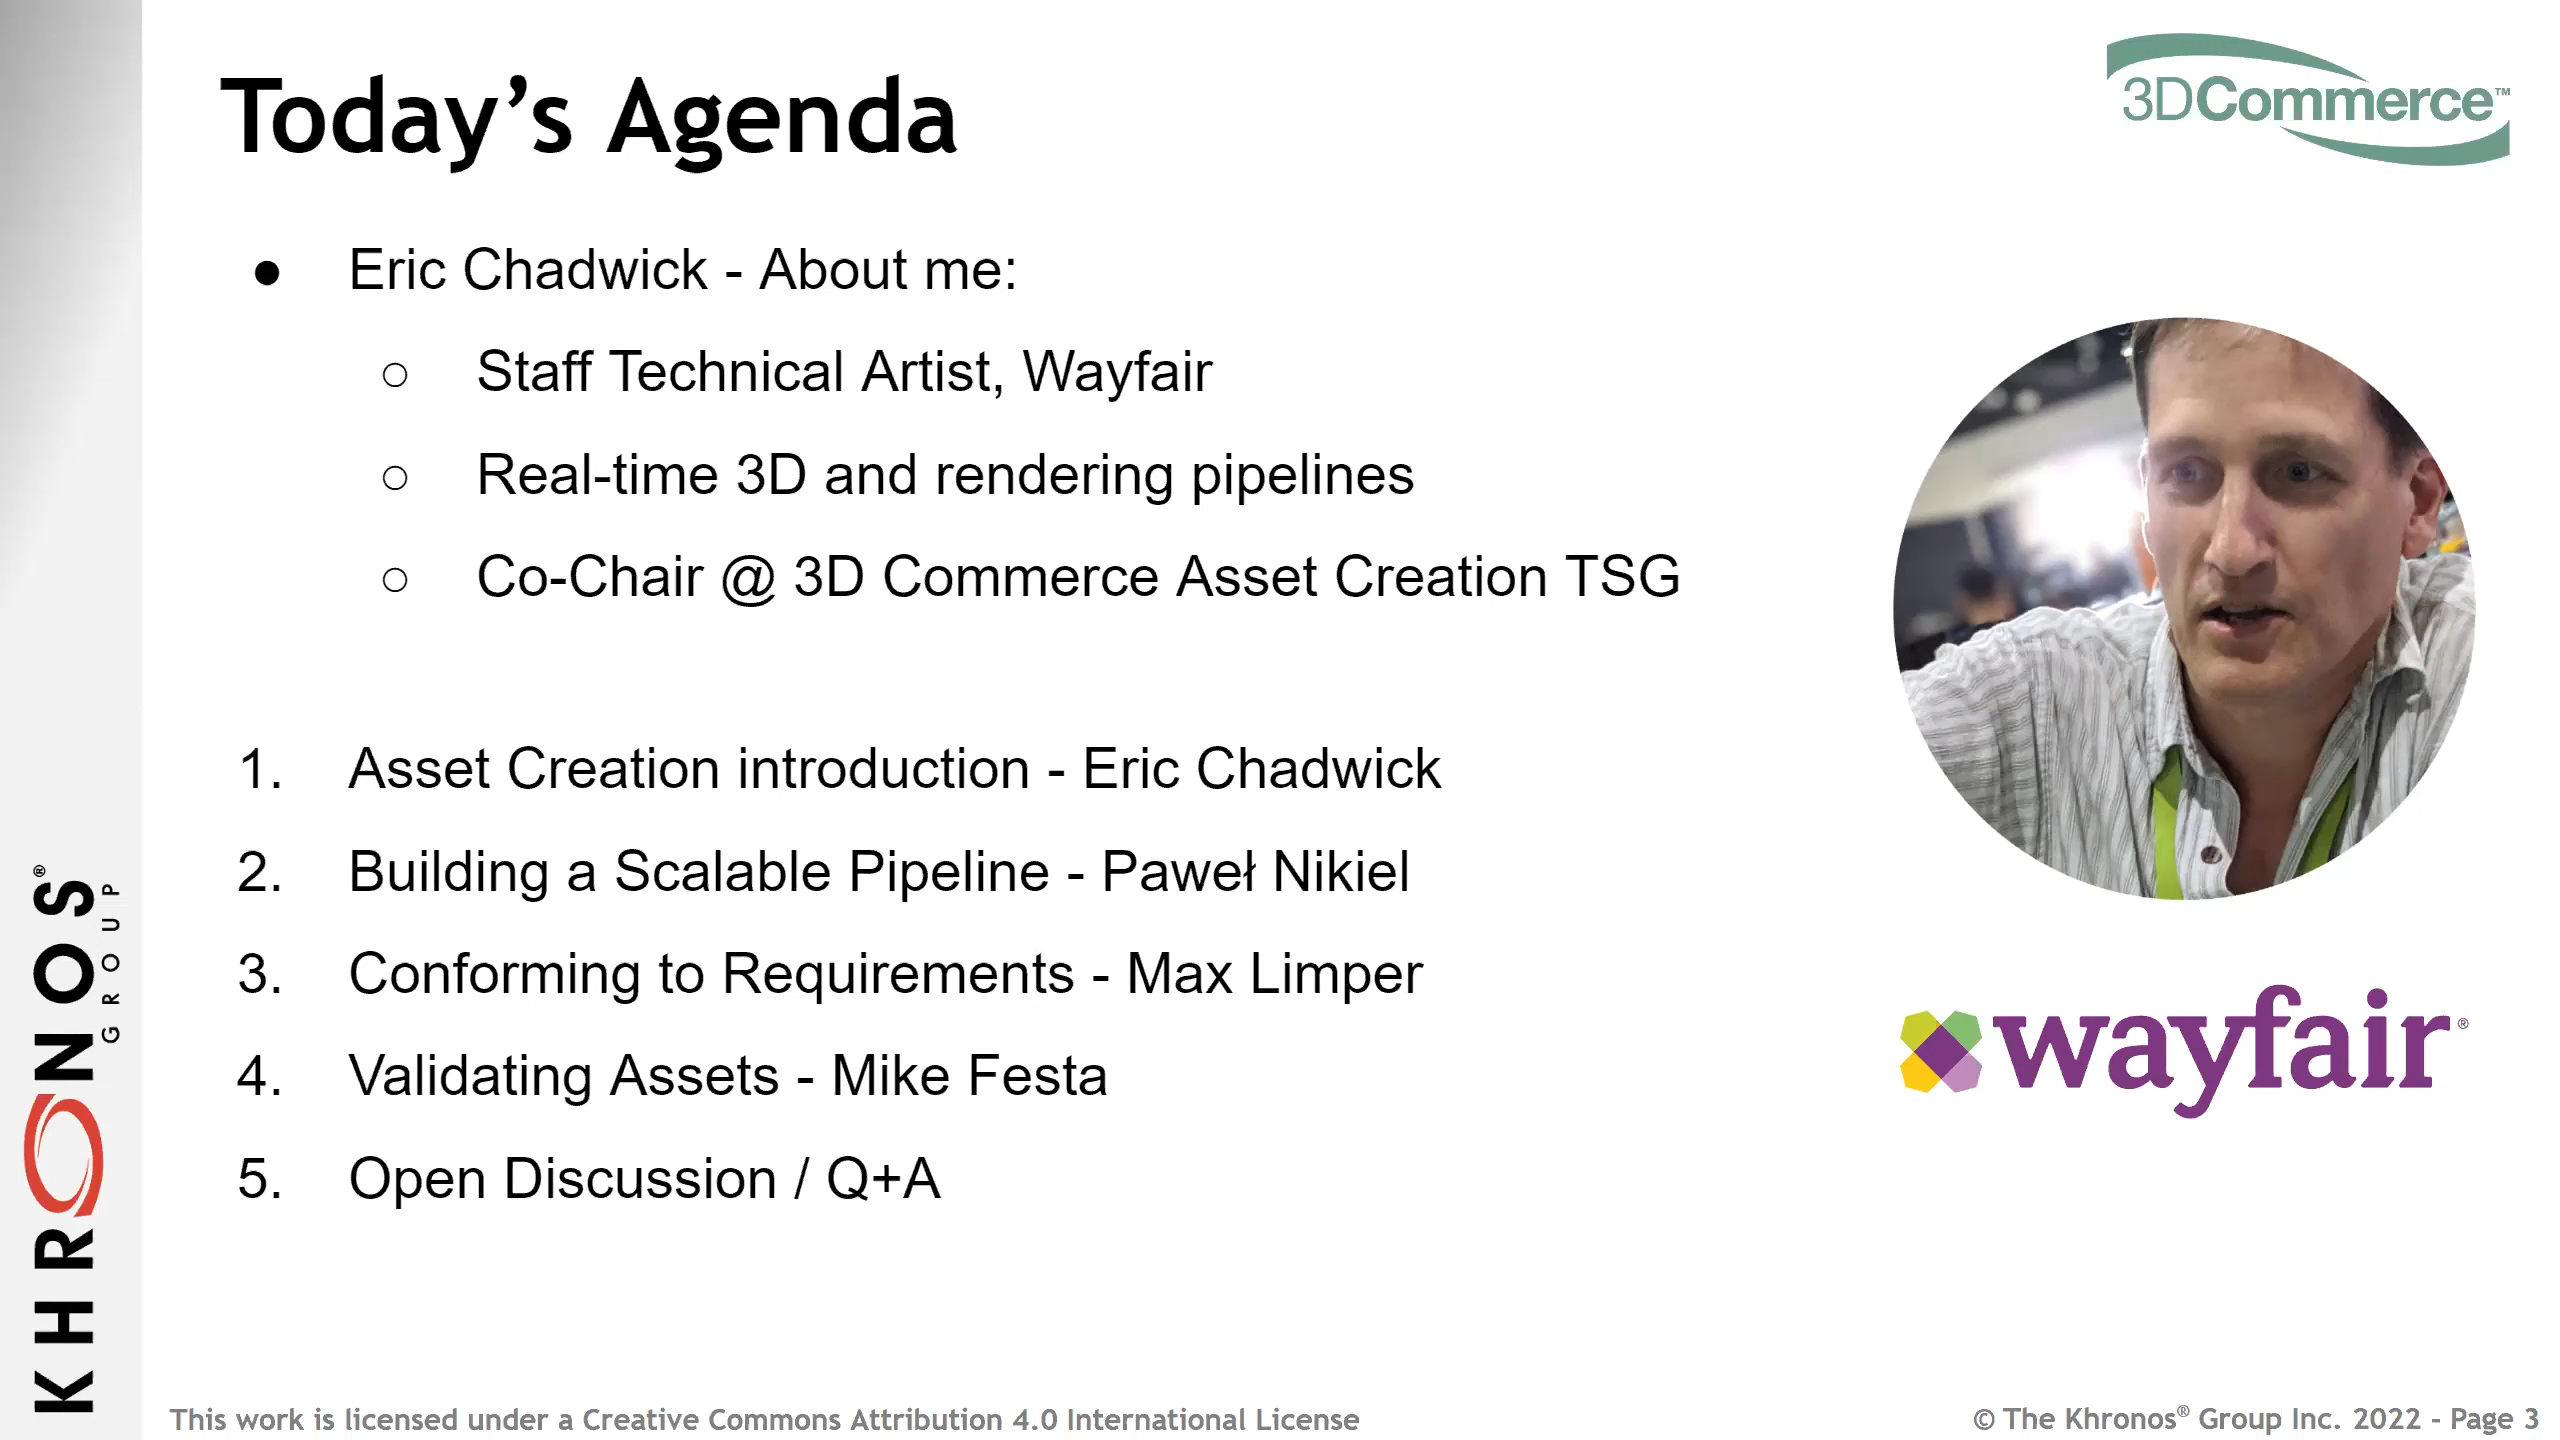 Today’s Agenda
3DCommerce™
● Eric Chadwick - About me:
○ Staff Technical Artist, Wayfair
○ Real-time 3D and rendering pipelines
○ Co-Chair @ 3D Commerce Asset Creation TSG
1. Asset Creation introduction - Eric Chadwick
2. Building a Scalable Pipeline - Paweł Nikiel
3. Conforming to Requirements - Max Limper
4. Validating Assets - Mike Festa
5. Open Discussion / Q+A
wayfair®
KHRONOS®
GROUP
This work is licensed under a Creative Commons Attribution 4.0 International License
© The Khronos® Group Inc. 2022 - Page 3